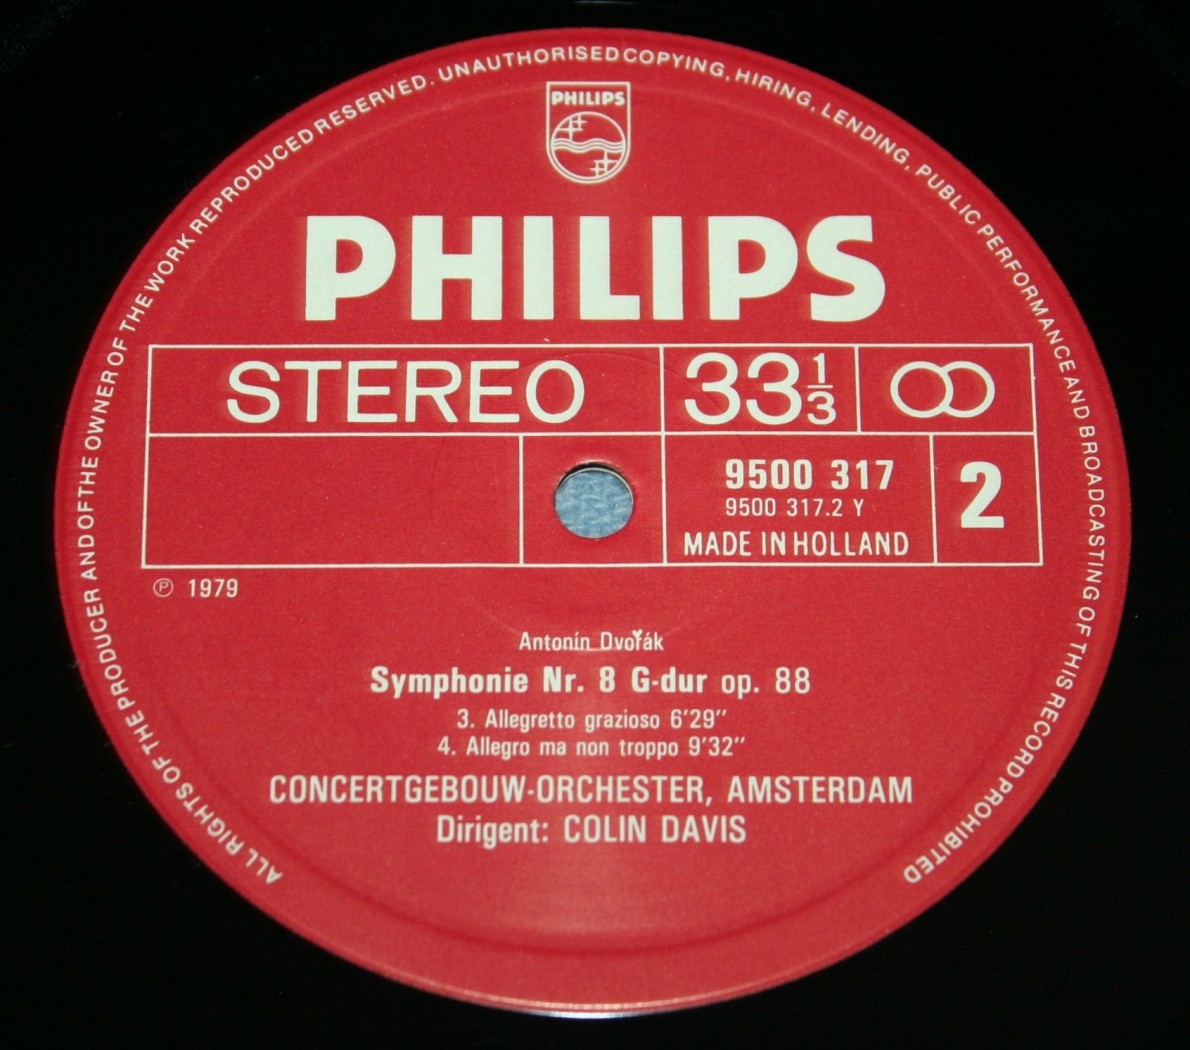 ALL RIGHTS OF THE PRODUCER AND OF THE OWNER OF THE WORK REPRODUCED RESERVED. UNAUTHORISED COPYING, HIRING, LENDING, PUBLIC PERFORMANCE AND BROADCASTING OF THIS RECORD PROHIBITED
PHILIPS
PHILIPS
STEREO 33 1/3
9500 317
9500 317.2 Y
MADE IN HOLLAND
2
℗ 1979
Antonín Dvořák
Symphonie Nr. 8 G-dur op. 88
3. Allegretto grazioso 6'29"
4. Allegro ma non troppo 9'32"
CONCERTGEBOUW-ORCHESTER, AMSTERDAM
Dirigent: COLIN DAVIS